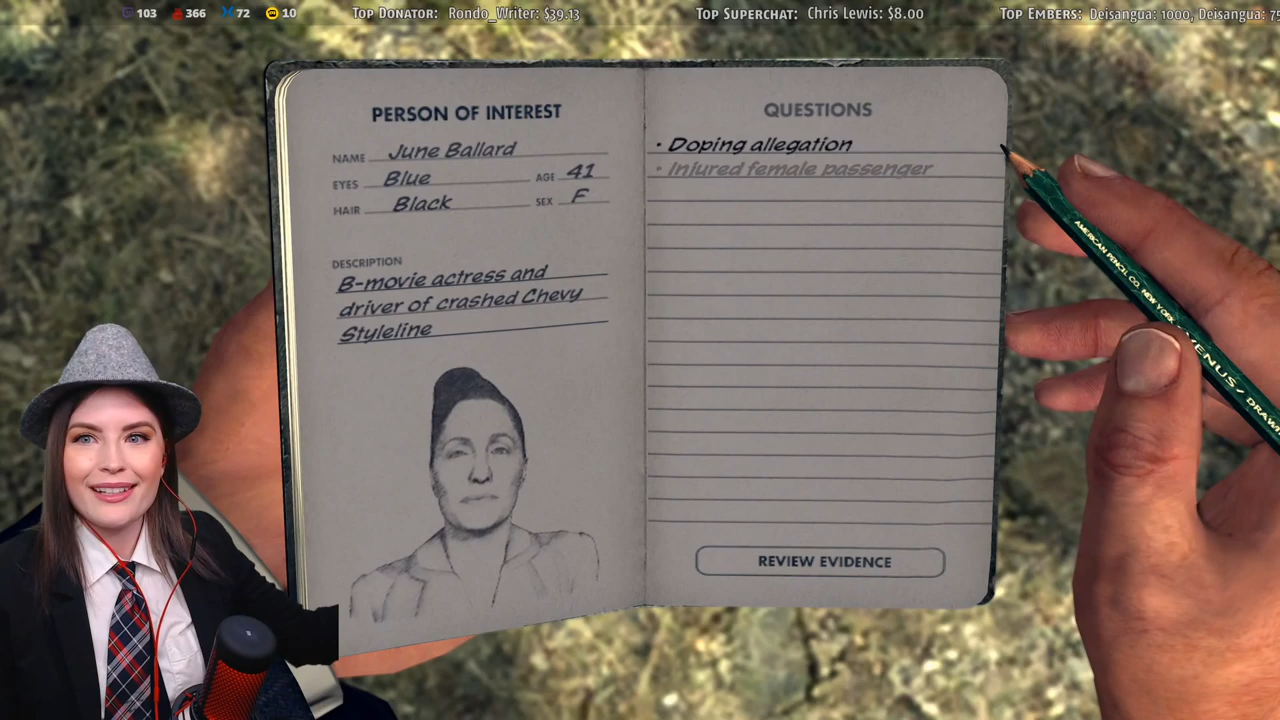 103 366 72 10 Top Donator: Rondo_Writer: $39.13 Top Superchat: Chris Lewis: $8.00 Top Embers: Deisangua: 1000, Deisangua: 75
PERSON OF INTEREST
NAME June Ballard
EYES Blue AGE 41
HAIR Black SEX F
DESCRIPTION
B-movie actress and
driver of crashed Chevy
Styleline
QUESTIONS
· Doping allegation
· Injured female passenger
REVIEW EVIDENCE
AMERICAN PENCIL CO. NEW YORK VENUS DRAW